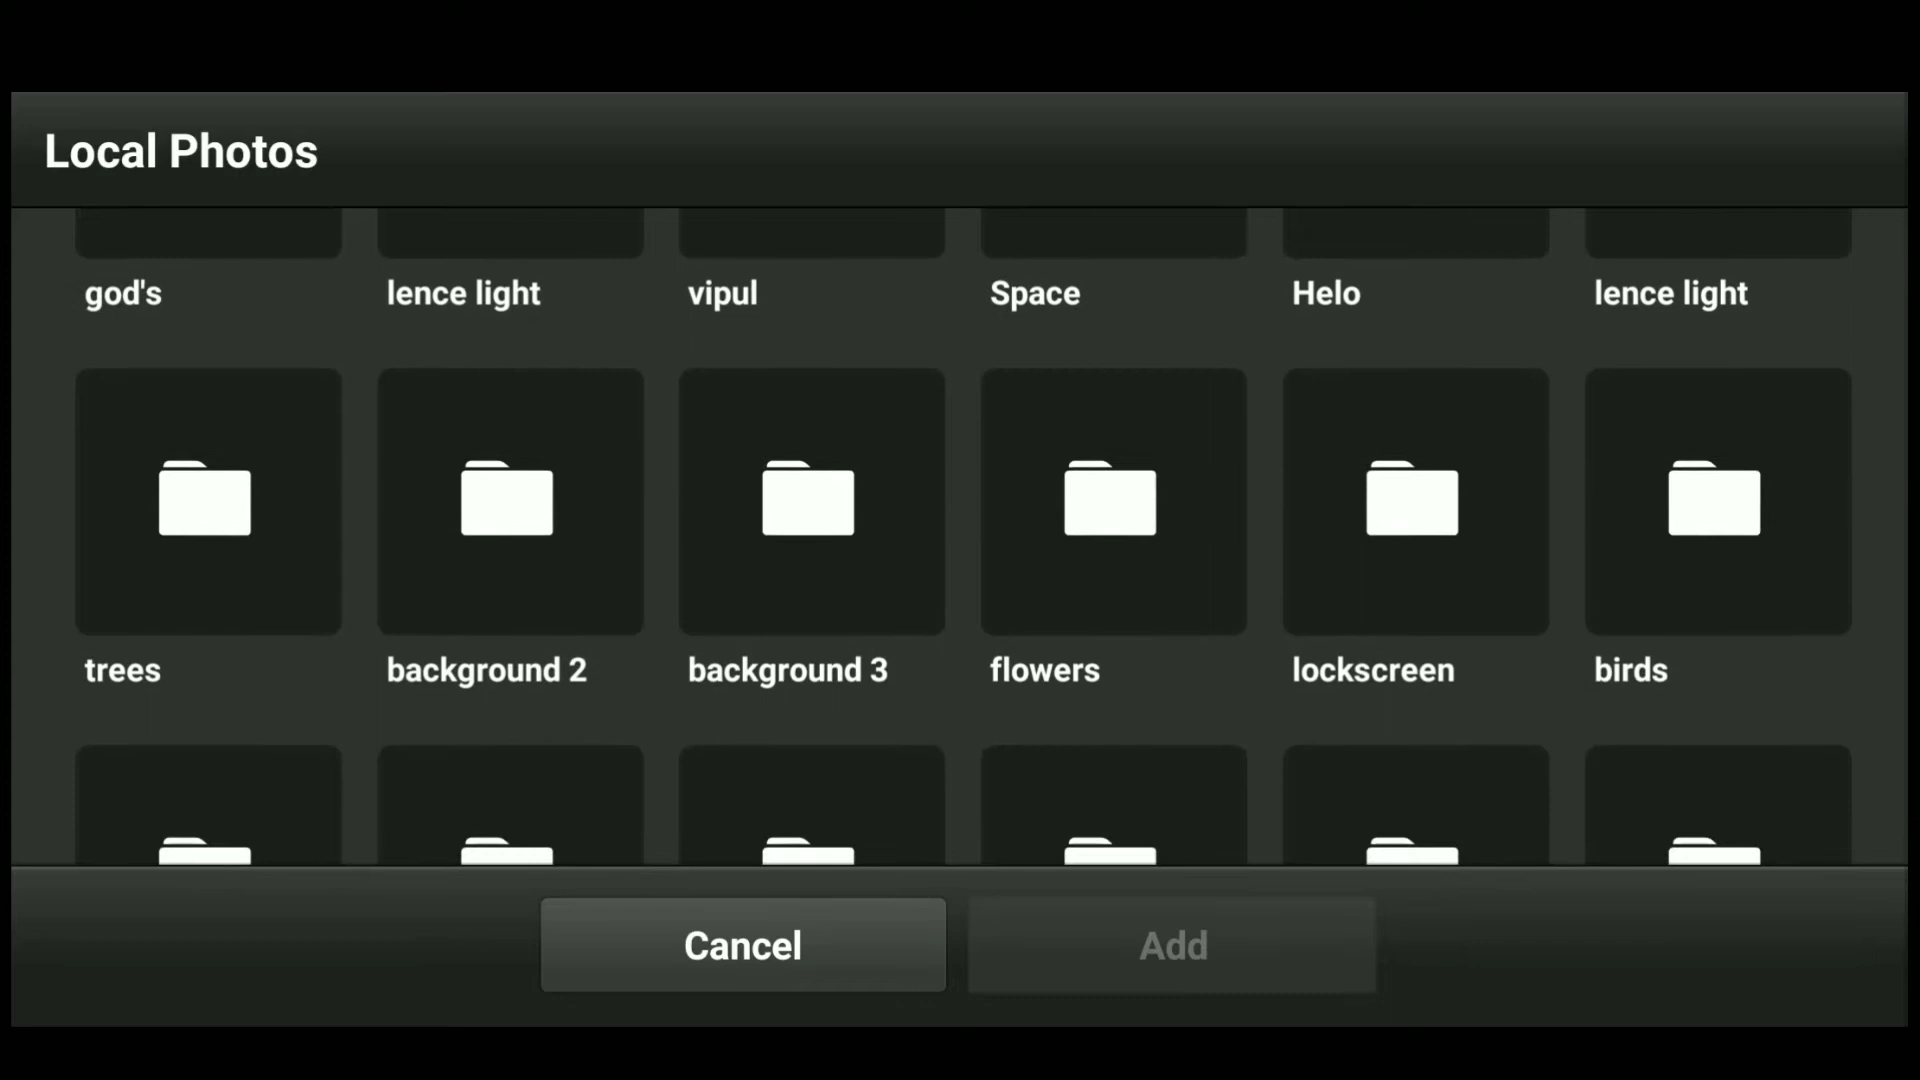 Local Photos
god's
lence light
vipul
Space
Helo
lence light
trees
background 2
background 3
flowers
lockscreen
birds
Cancel
Add